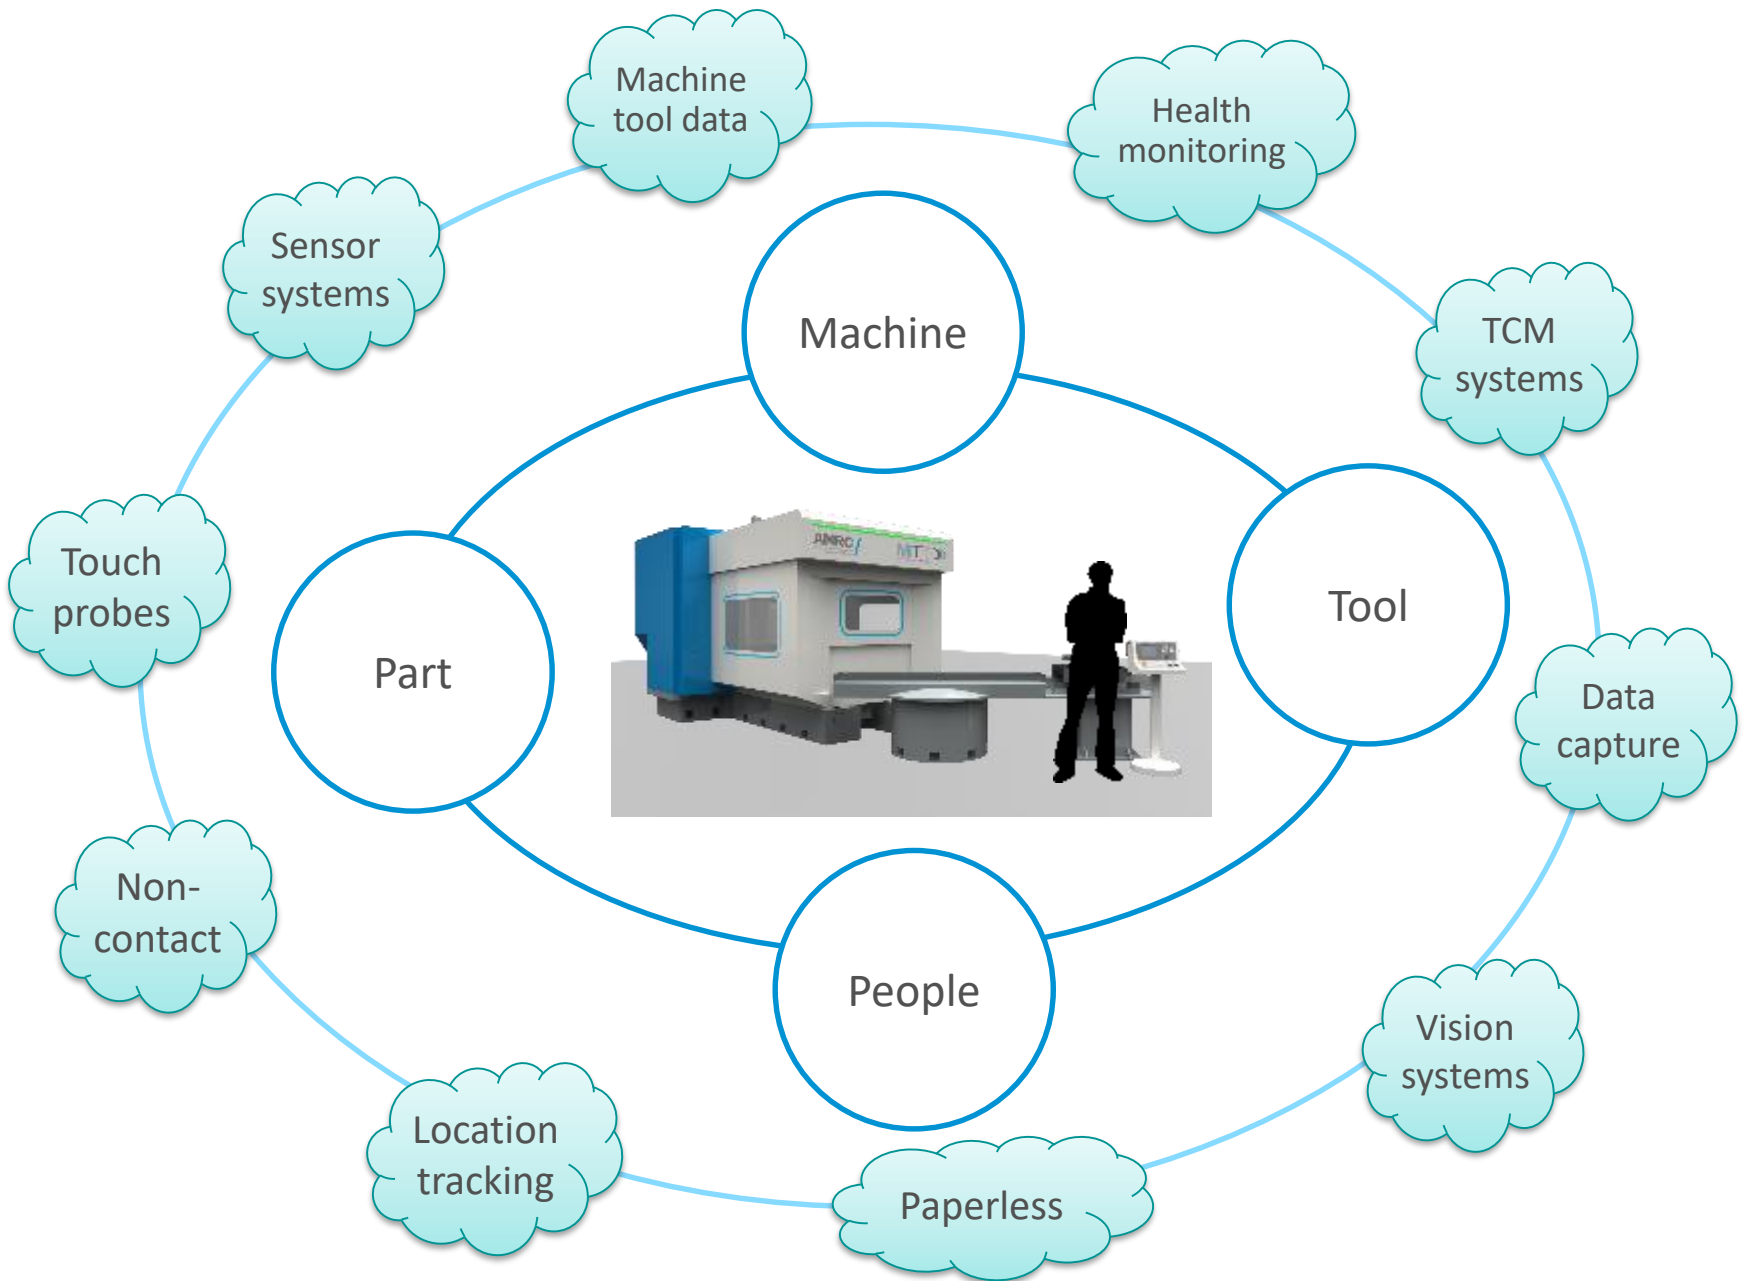 Machine
tool data
Health
monitoring
Sensor
systems
TCM
systems
Machine
Touch
probes
Tool
Part
Data
capture
Non-
contact
People
Vision
systems
Location
tracking
Paperless